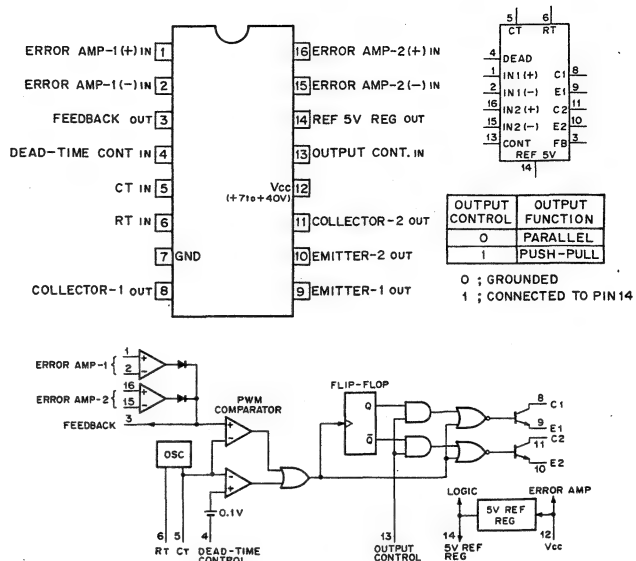 ERROR AMP-1(+) IN 1
16 ERROR AMP-2(+) IN
ERROR AMP-1(-) IN 2
15 ERROR AMP-2(-) IN
FEEDBACK OUT 3
14 REF 5V REG OUT
DEAD-TIME CONT IN 4
13 OUTPUT CONT. IN
CT IN 5
Vcc 12
(+7to+40V)
RT IN 6
11 COLLECTOR-2 OUT
7 GND
10 EMITTER-2 OUT
COLLECTOR-1 OUT 8
9 EMITTER-1 OUT
5 6
CT RT
4 DEAD
1 IN1(+) C1 8
2 IN1(-) E1 9
16 IN2(+) C2 11
15 IN2(-) E2 10
13 CONT FB 3
REF 5V
14
OUTPUT CONTROL OUTPUT FUNCTION
0 PARALLEL
1 PUSH-PULL
0 ; GROUNDED
1 ; CONNECTED TO PIN14
ERROR AMP-1 1 + 2 -
ERROR AMP-2 16 + 15 -
FEEDBACK 3
PWM
COMPARATOR
+ -
- +
OSC
0.1V
6 5 4
RT CT DEAD-TIME
CONTROL
FLIP-FLOP
Q
Q̅
8 C1
9 E1
11 C2
10 E2
13
OUTPUT
CONTROL
LOGIC
ERROR AMP
5V REF
REG
14
5V REF
REG
12
Vcc